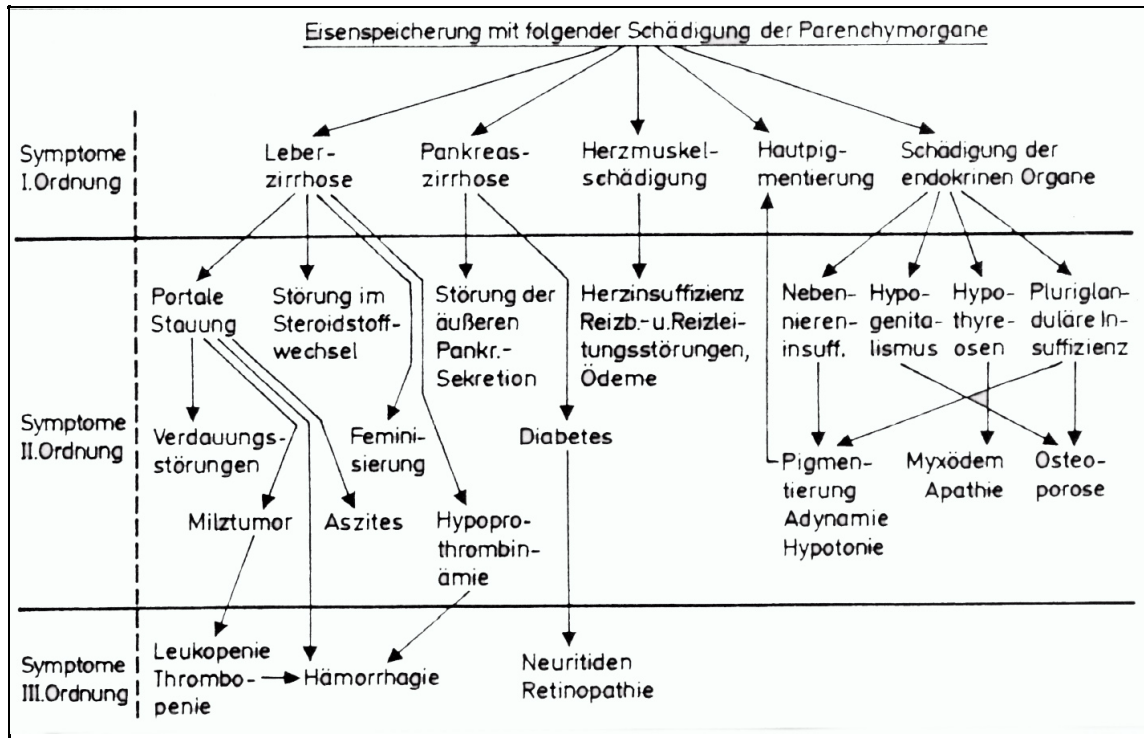 Eisenspeicherung mit folgender Schädigung der Parenchymorgane
Symptome
I.Ordnung
Leber-
zirrhose
Pankreas-
zirrhose
Herzmuskel-
schädigung
Hautpig-
mentierung
Schädigung der
endokrinen Organe
Symptome
II.Ordnung
Portale
Stauung
Störung im
Steroidstoff-
wechsel
Störung der
äußeren
Pankr.-
Sekretion
Herzinsuffizienz
Reizb.-u.Reizlei-
tungsstörungen,
Ödeme
Neben-
nieren-
insuff.
Hypo-
genita-
lismus
Hypo-
thyre-
osen
Pluriglan-
duläre In-
suffizienz
Verdauungs-
störungen
Femini-
sierung
Diabetes
Pigmen-
tierung
Adynamie
Hypotonie
Myxödem
Apathie
Osteo-
porose
Milztumor
Aszites
Hypopro-
thrombin-
ämie
Symptome
III.Ordnung
Leukopenie
Thrombo-
penie
Hämorrhagie
Neuritiden
Retinopathie